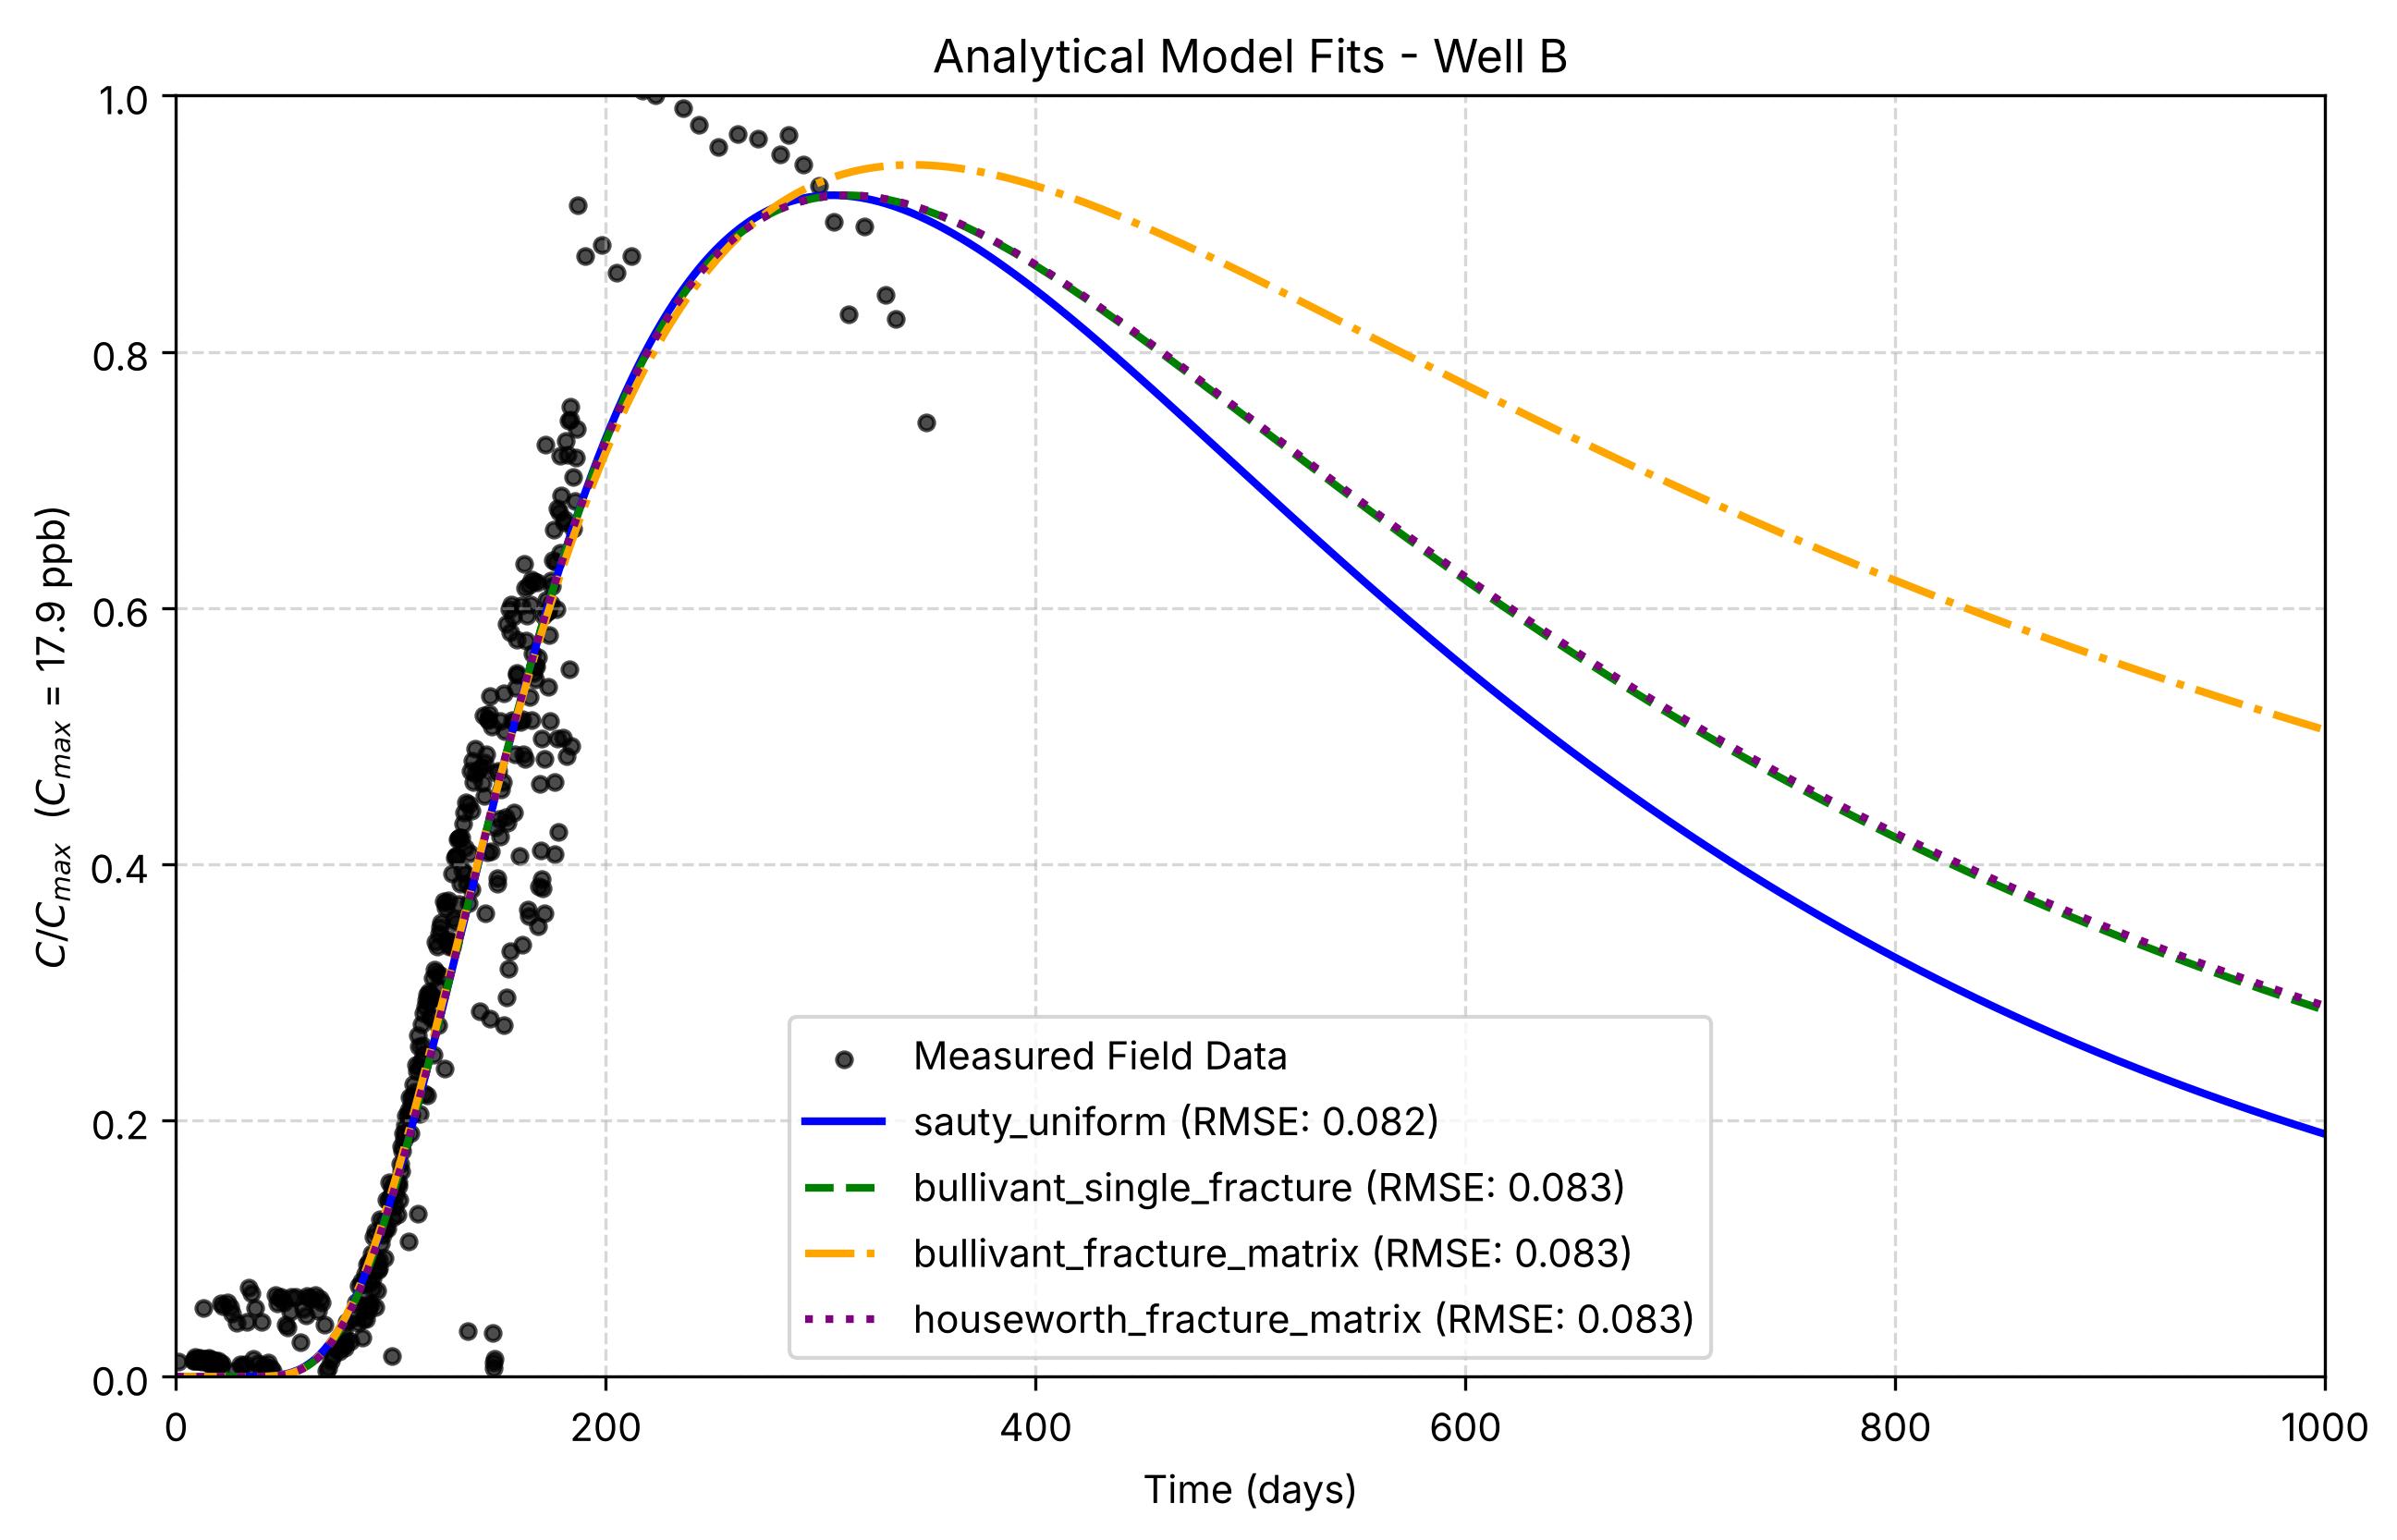 Analytical Model Fits - Well B
1.0
0.8
0.6
0.4
0.2
0.0
C/Cmax (Cmax = 17.9 ppb)
Measured Field Data
sauty_uniform (RMSE: 0.082)
bullivant_single_fracture (RMSE: 0.083)
bullivant_fracture_matrix (RMSE: 0.083)
houseworth_fracture_matrix (RMSE: 0.083)
0 200 400 600 800 1000
Time (days)